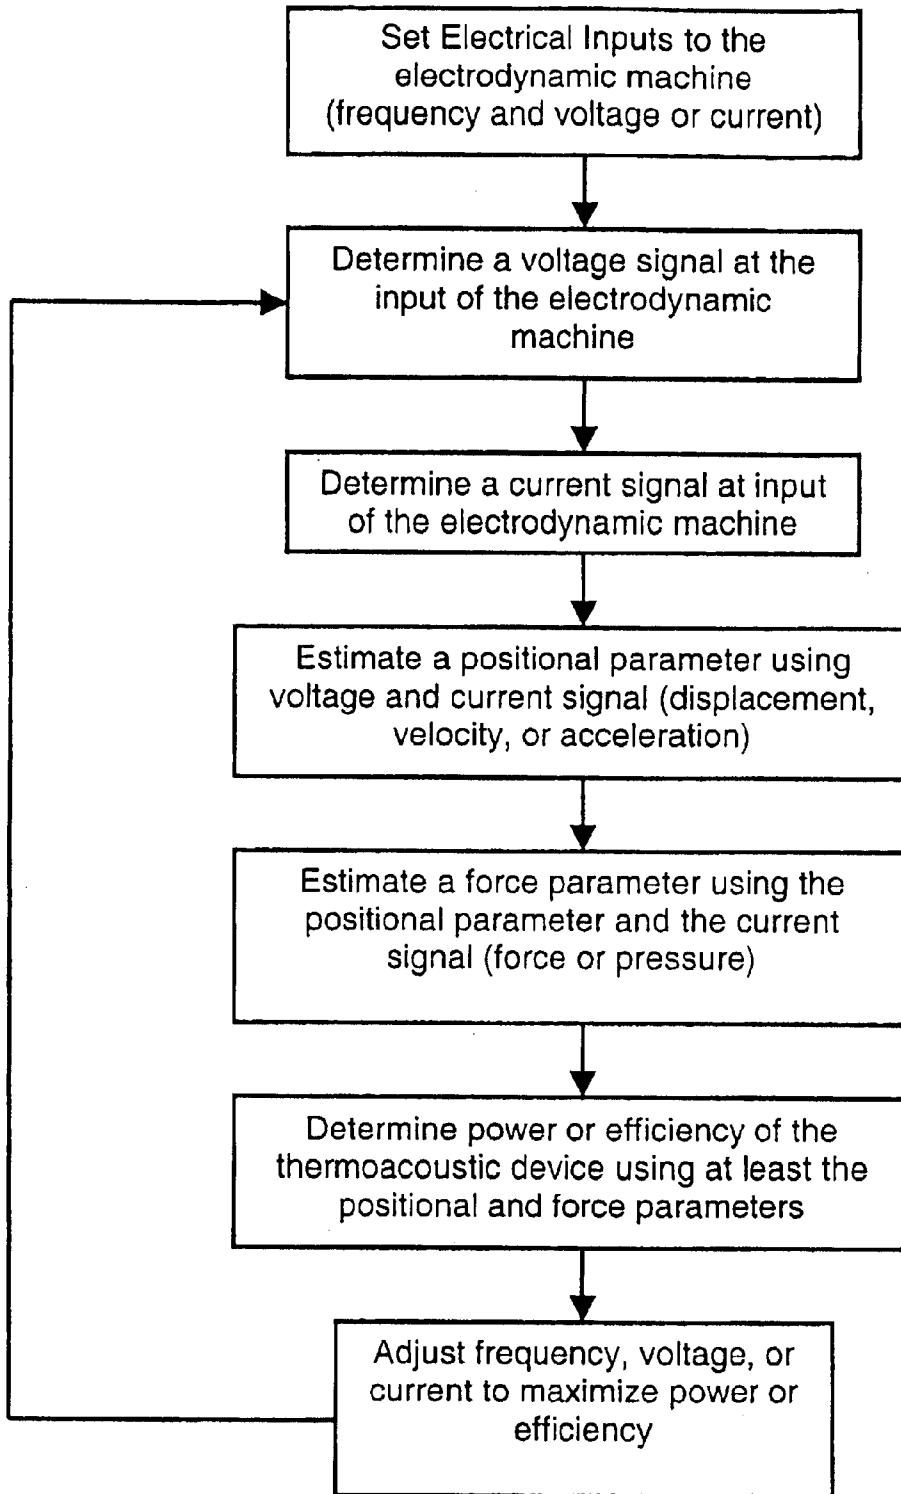 Set Electrical Inputs to the
electrodynamic machine
(frequency and voltage or current)
Determine a voltage signal at the
input of the electrodynamic
machine
Determine a current signal at input
of the electrodynamic machine
Estimate a positional parameter using
voltage and current signal (displacement,
velocity, or acceleration)
Estimate a force parameter using the
positional parameter and the current
signal (force or pressure)
Determine power or efficiency of the
thermoacoustic device using at least the
positional and force parameters
Adjust frequency, voltage, or
current to maximize power or
efficiency